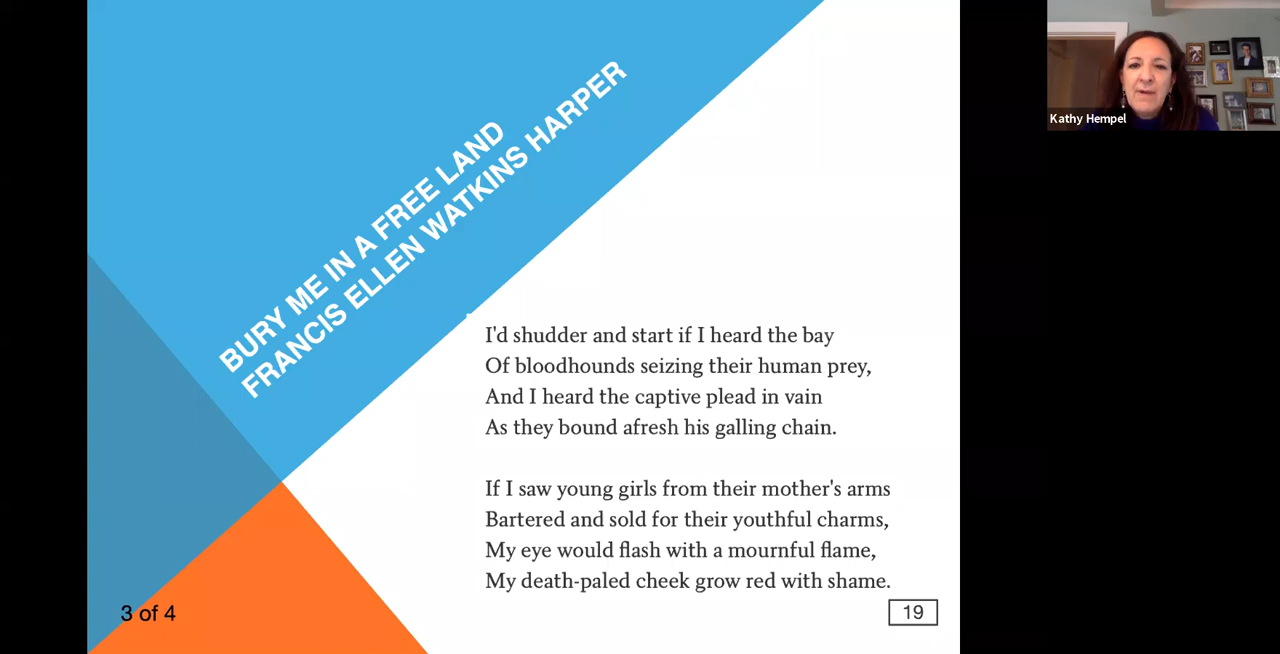 BURY ME IN A FREE LAND
FRANCIS ELLEN WATKINS HARPER
I'd shudder and start if I heard the bay
Of bloodhounds seizing their human prey,
And I heard the captive plead in vain
As they bound afresh his galling chain.
If I saw young girls from their mother's arms
Bartered and sold for their youthful charms,
My eye would flash with a mournful flame,
My death-paled cheek grow red with shame.
3 of 4
19
Kathy Hempel